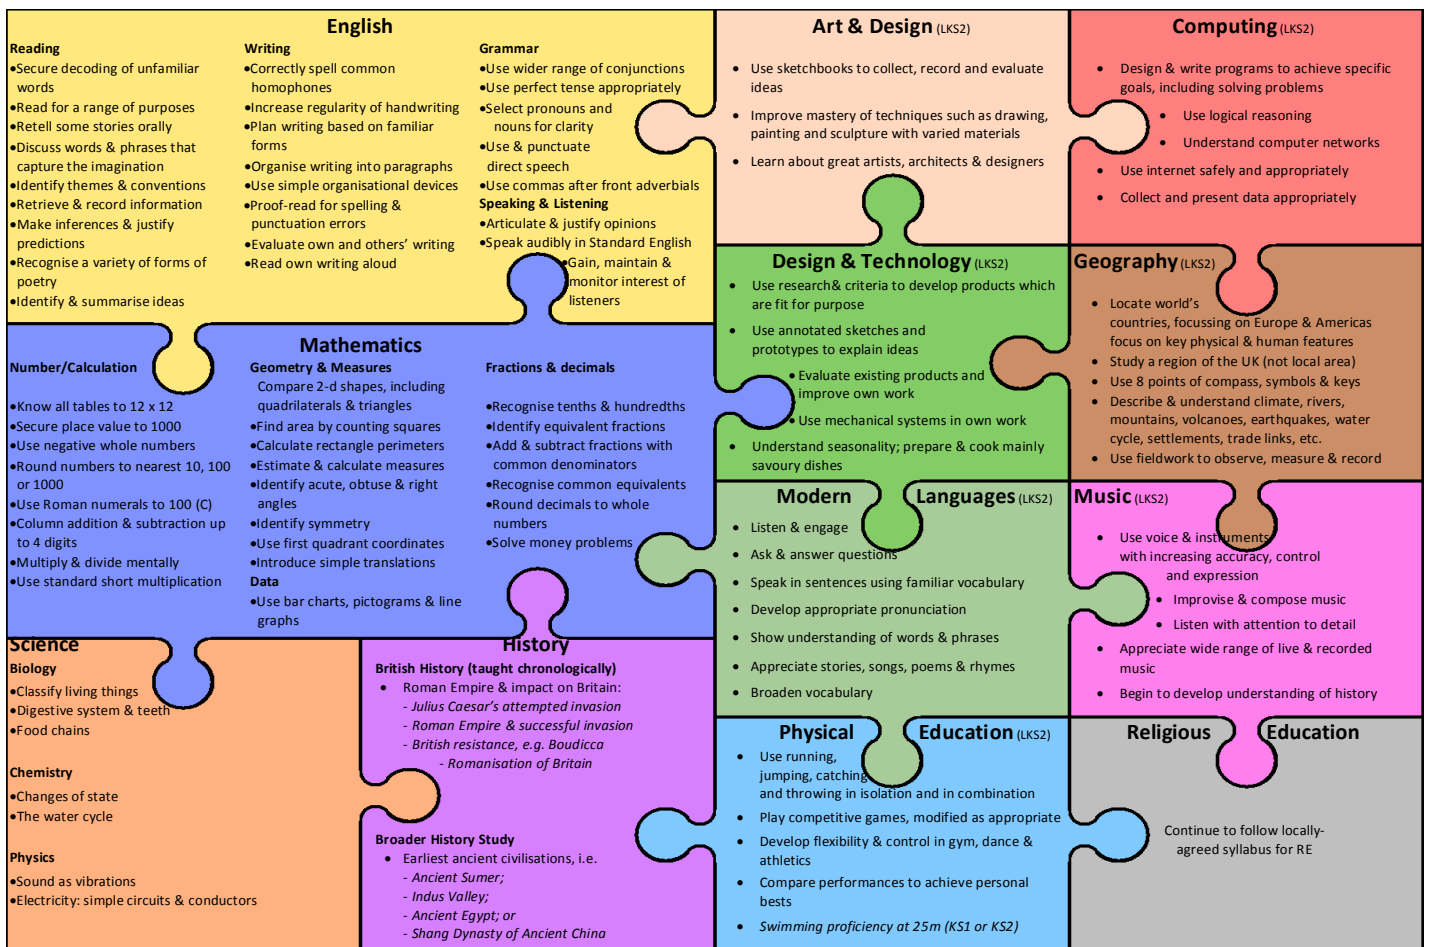 English
Reading
•Secure decoding of unfamiliar
words
•Read for a range of purposes
•Retell some stories orally
•Discuss words & phrases that
capture the imagination
•Identify themes & conventions
•Retrieve & record information
•Make inferences & justify
predictions
•Recognise a variety of forms of
poetry
•Identify & summarise ideas
Writing
•Correctly spell common
homophones
•Increase regularity of handwriting
•Plan writing based on familiar
forms
•Organise writing into paragraphs
•Use simple organisational devices
•Proof-read for spelling &
punctuation errors
•Evaluate own and others’ writing
•Read own writing aloud
Grammar
•Use wider range of conjunctions
•Use perfect tense appropriately
•Select pronouns and
nouns for clarity
•Use & punctuate
direct speech
•Use commas after front adverbials
Speaking & Listening
•Articulate & justify opinions
•Speak audibly in Standard English
•Gain, maintain &
monitor interest of
listeners
Art & Design (LKS2)
• Use sketchbooks to collect, record and evaluate
ideas
• Improve mastery of techniques such as drawing,
painting and sculpture with varied materials
• Learn about great artists, architects & designers
Computing (LKS2)
• Design & write programs to achieve specific
goals, including solving problems
• Use logical reasoning
• Understand computer networks
• Use internet safely and appropriately
• Collect and present data appropriately
Design & Technology (LKS2)
• Use research& criteria to develop products which
are fit for purpose
• Use annotated sketches and
prototypes to explain ideas
• Evaluate existing products and
improve own work
• Use mechanical systems in own work
• Understand seasonality; prepare & cook mainly
savoury dishes
Geography (LKS2)
• Locate world’s
countries, focussing on Europe & Americas
focus on key physical & human features
• Study a region of the UK (not local area)
• Use 8 points of compass, symbols & keys
• Describe & understand climate, rivers,
mountains, volcanoes, earthquakes, water
cycle, settlements, trade links, etc.
• Use fieldwork to observe, measure & record
Mathematics
Number/Calculation
•Know all tables to 12 x 12
•Secure place value to 1000
•Use negative whole numbers
•Round numbers to nearest 10, 100
or 1000
•Use Roman numerals to 100 (C)
•Column addition & subtraction up
to 4 digits
•Multiply & divide mentally
•Use standard short multiplication
Geometry & Measures
Compare 2-d shapes, including
quadrilaterals & triangles
•Find area by counting squares
•Calculate rectangle perimeters
•Estimate & calculate measures
•Identify acute, obtuse & right
angles
•Identify symmetry
•Use first quadrant coordinates
•Introduce simple translations
Data
•Use bar charts, pictograms & line
graphs
Fractions & decimals
•Recognise tenths & hundredths
•Identify equivalent fractions
•Add & subtract fractions with
common denominators
•Recognise common equivalents
•Round decimals to whole
numbers
•Solve money problems
Modern Languages (LKS2)
• Listen & engage
• Ask & answer questions
• Speak in sentences using familiar vocabulary
• Develop appropriate pronunciation
• Show understanding of words & phrases
• Appreciate stories, songs, poems & rhymes
• Broaden vocabulary
Music (LKS2)
• Use voice & instruments
with increasing accuracy, control
and expression
• Improvise & compose music
• Listen with attention to detail
• Appreciate wide range of live & recorded
music
• Begin to develop understanding of history
Science
Biology
•Classify living things
•Digestive system & teeth
•Food chains
Chemistry
•Changes of state
•The water cycle
Physics
•Sound as vibrations
•Electricity: simple circuits & conductors
History
British History (taught chronologically)
• Roman Empire & impact on Britain:
- Julius Caesar’s attempted invasion
- Roman Empire & successful invasion
- British resistance, e.g. Boudicca
- Romanisation of Britain
Broader History Study
• Earliest ancient civilisations, i.e.
- Ancient Sumer;
- Indus Valley;
- Ancient Egypt; or
- Shang Dynasty of Ancient China
Physical Education (LKS2)
• Use running,
jumping, catching
and throwing in isolation and in combination
• Play competitive games, modified as appropriate
• Develop flexibility & control in gym, dance &
athletics
• Compare performances to achieve personal
bests
• Swimming proficiency at 25m (KS1 or KS2)
Religious Education
Continue to follow locally-
agreed syllabus for RE